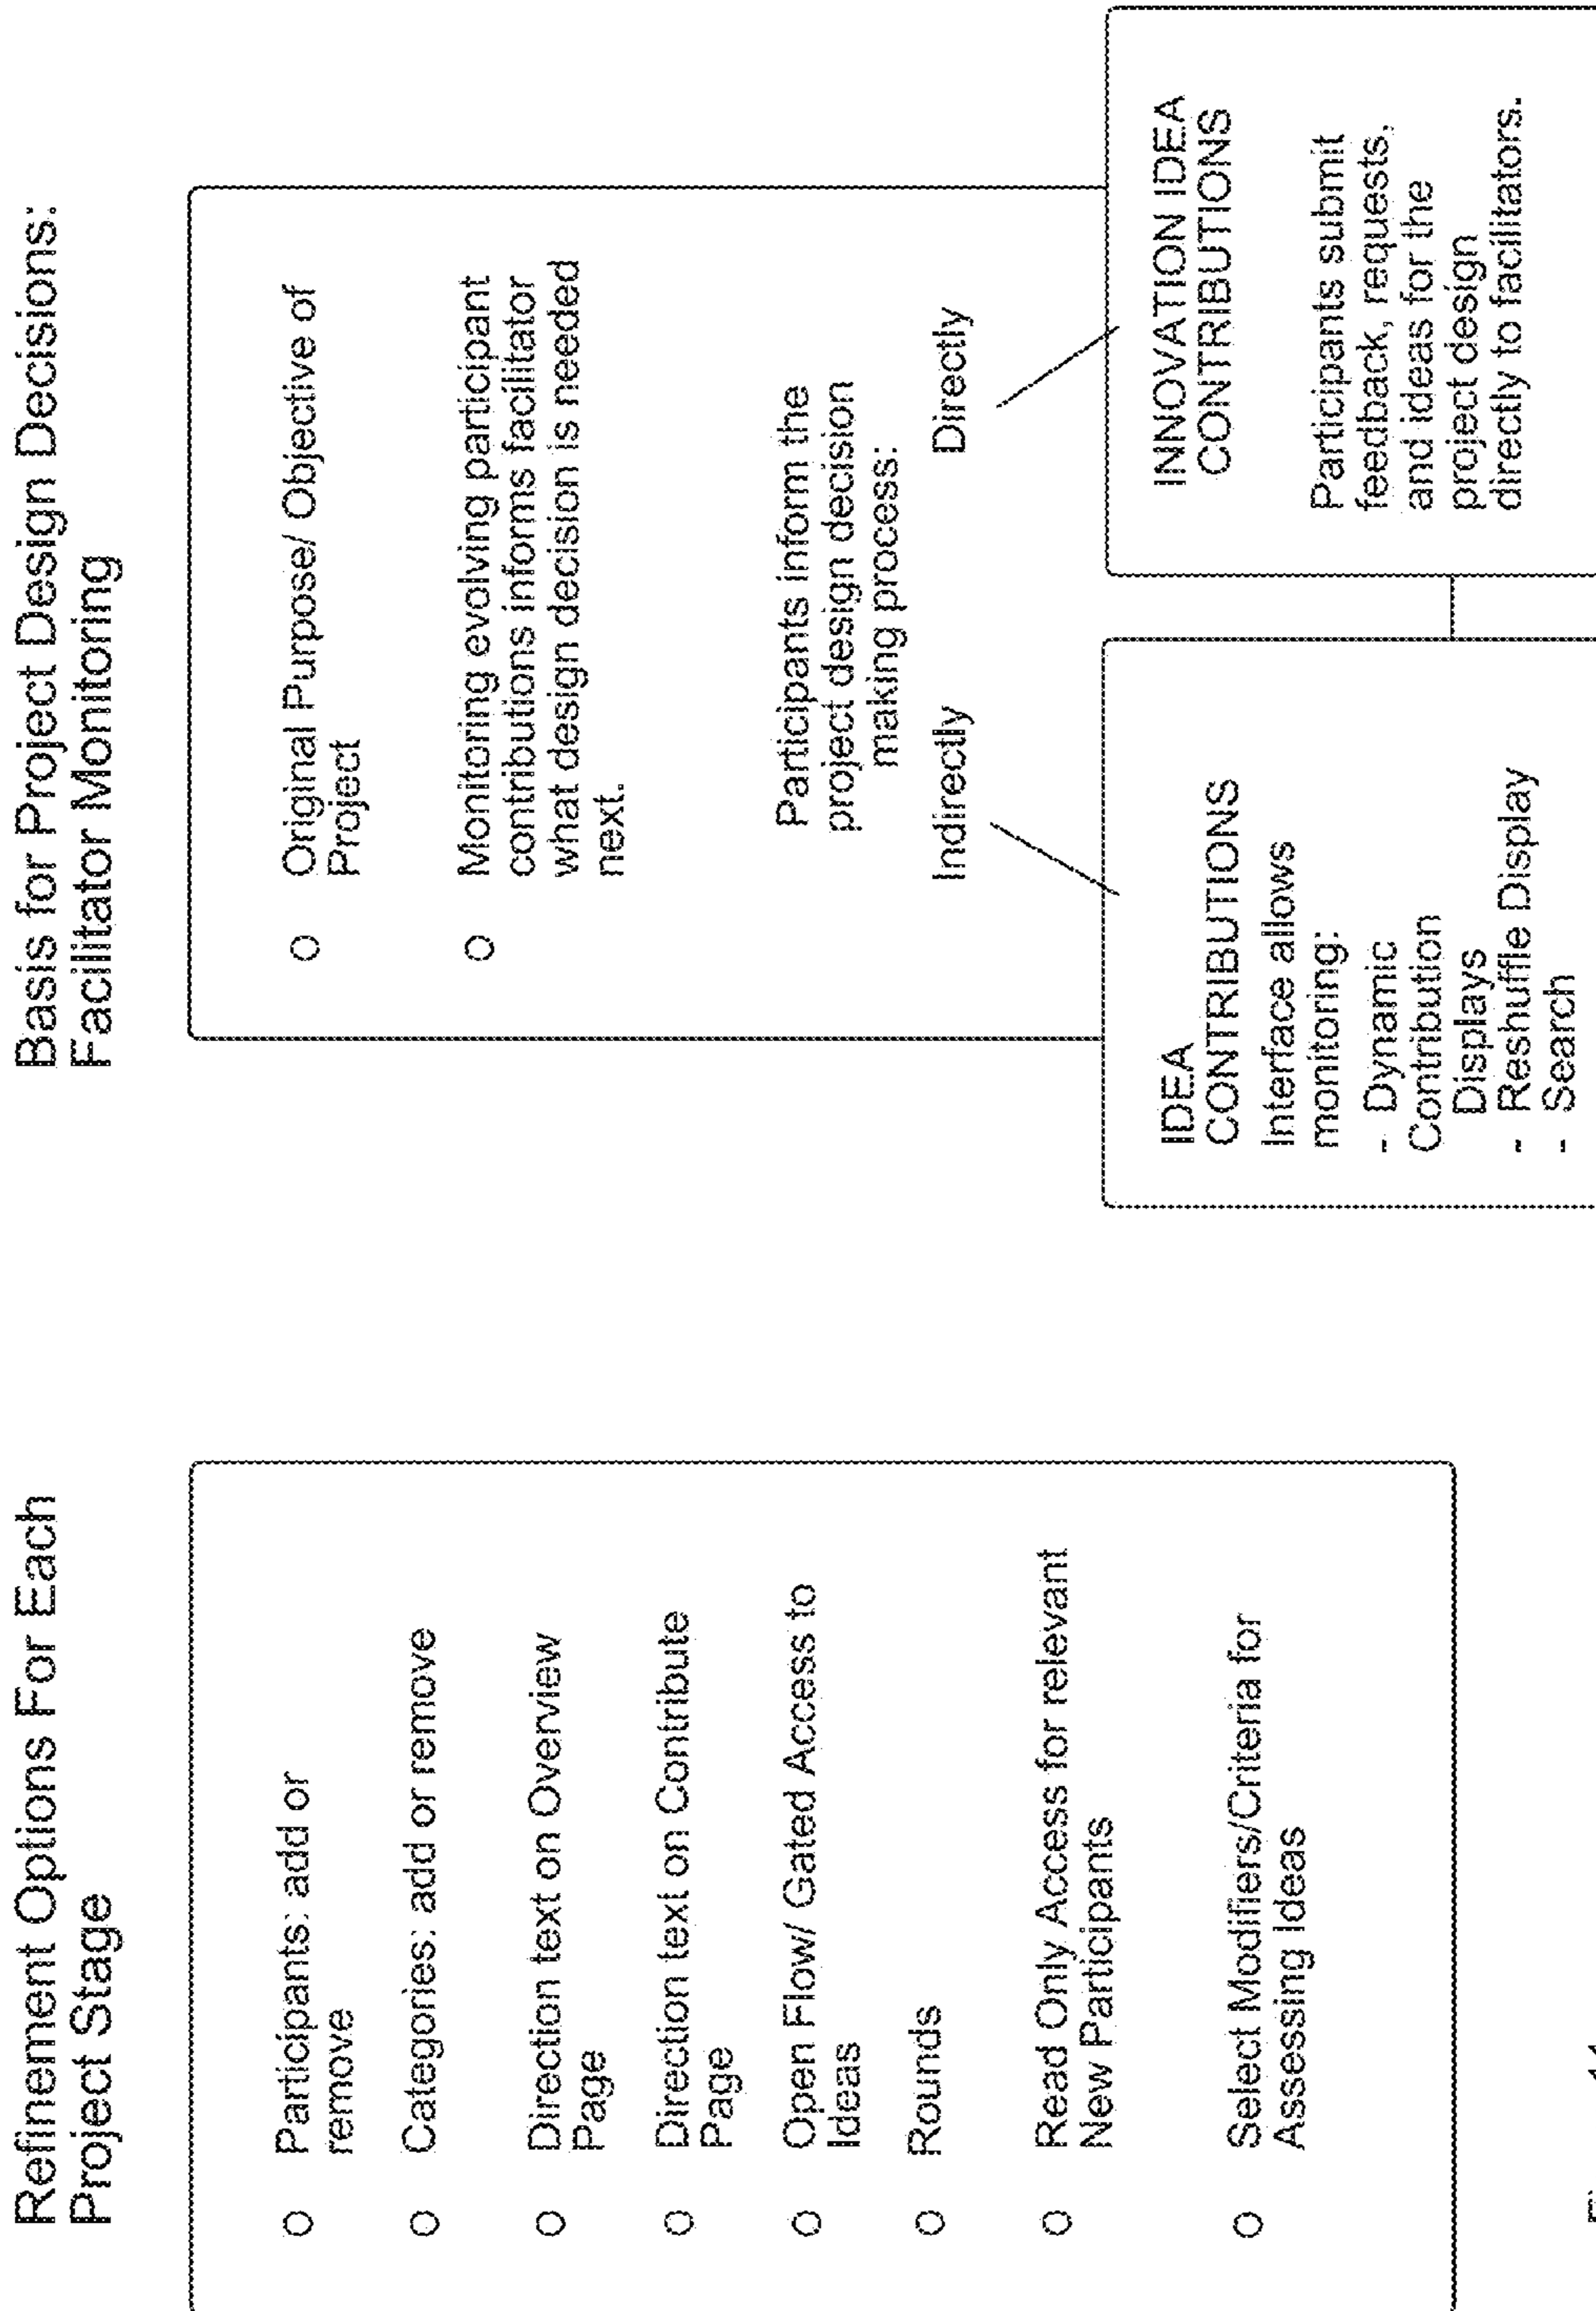 Refinement Options For Each
Project Stage
O Participants: add or
remove
O Categories: add or remove
O Direction text on Overview
Page
O Direction text on Contribute
Page
O Open Flow/ Gated Access to
Ideas
O Rounds
O Read Only Access for relevant
New Participants
O Select Modifiers/Criteria for
Assessing Ideas
Basis for Project Design Decisions:
Facilitator Monitoring
O Original Purpose/ Objective of
Project
O Monitoring evolving participant
contributions informs facilitator
what design decision is needed
next.
Participants inform the
project design decision
making process:
Indirectly
Directly
IDEA
CONTRIBUTIONS
Interface allows
monitoring:
- Dynamic
Contribution
Displays
- Reshuffle Display
- Search
INNOVATION IDEA
CONTRIBUTIONS
Participants submit
feedback, requests,
and ideas for the
project design
directly to facilitators.